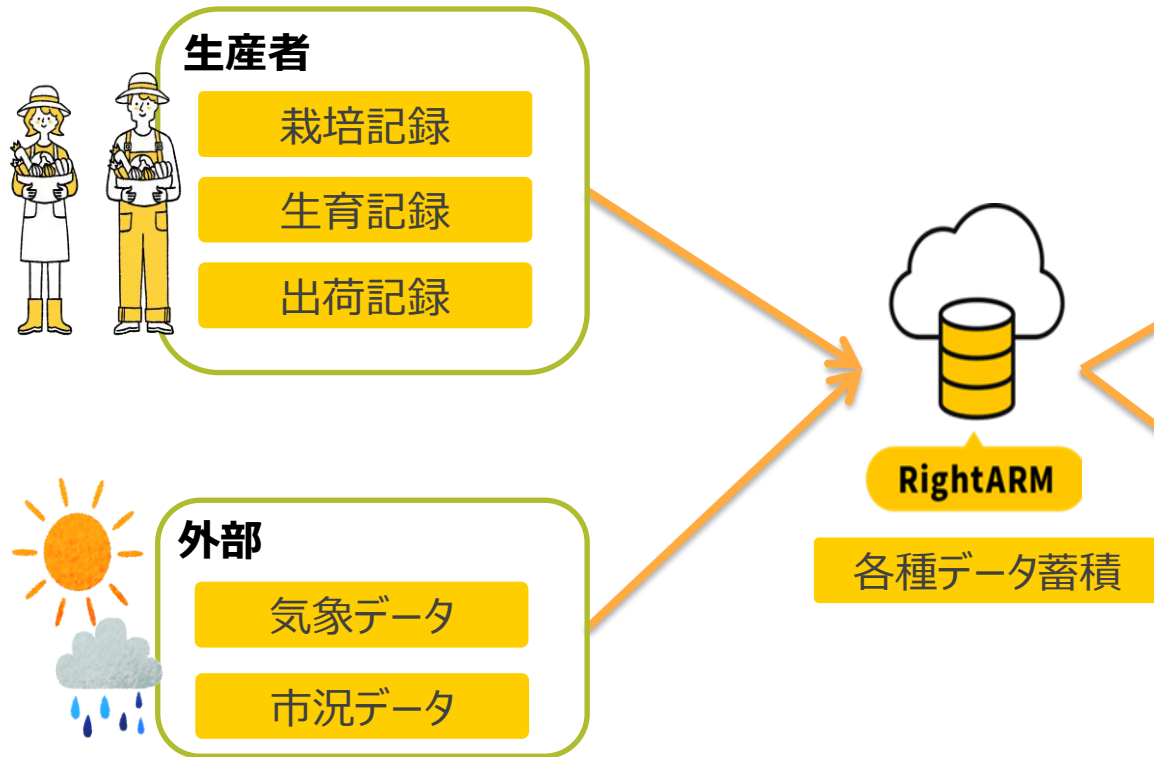 生産者
栽培記録
生育記録
出荷記録
外部
気象データ
市況データ
RightARM
各種データ蓄積